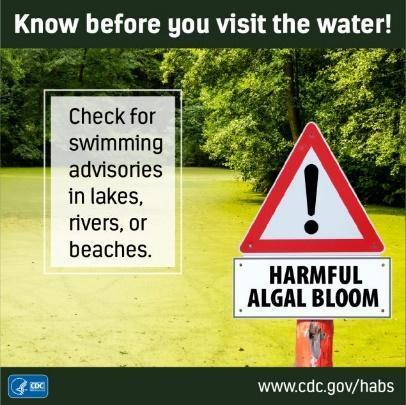 Know before you visit the water!
Check for
swimming
advisories
in lakes,
rivers, or
beaches.
!
HARMFUL
ALGAL BLOOM
CDC
www.cdc.gov/habs